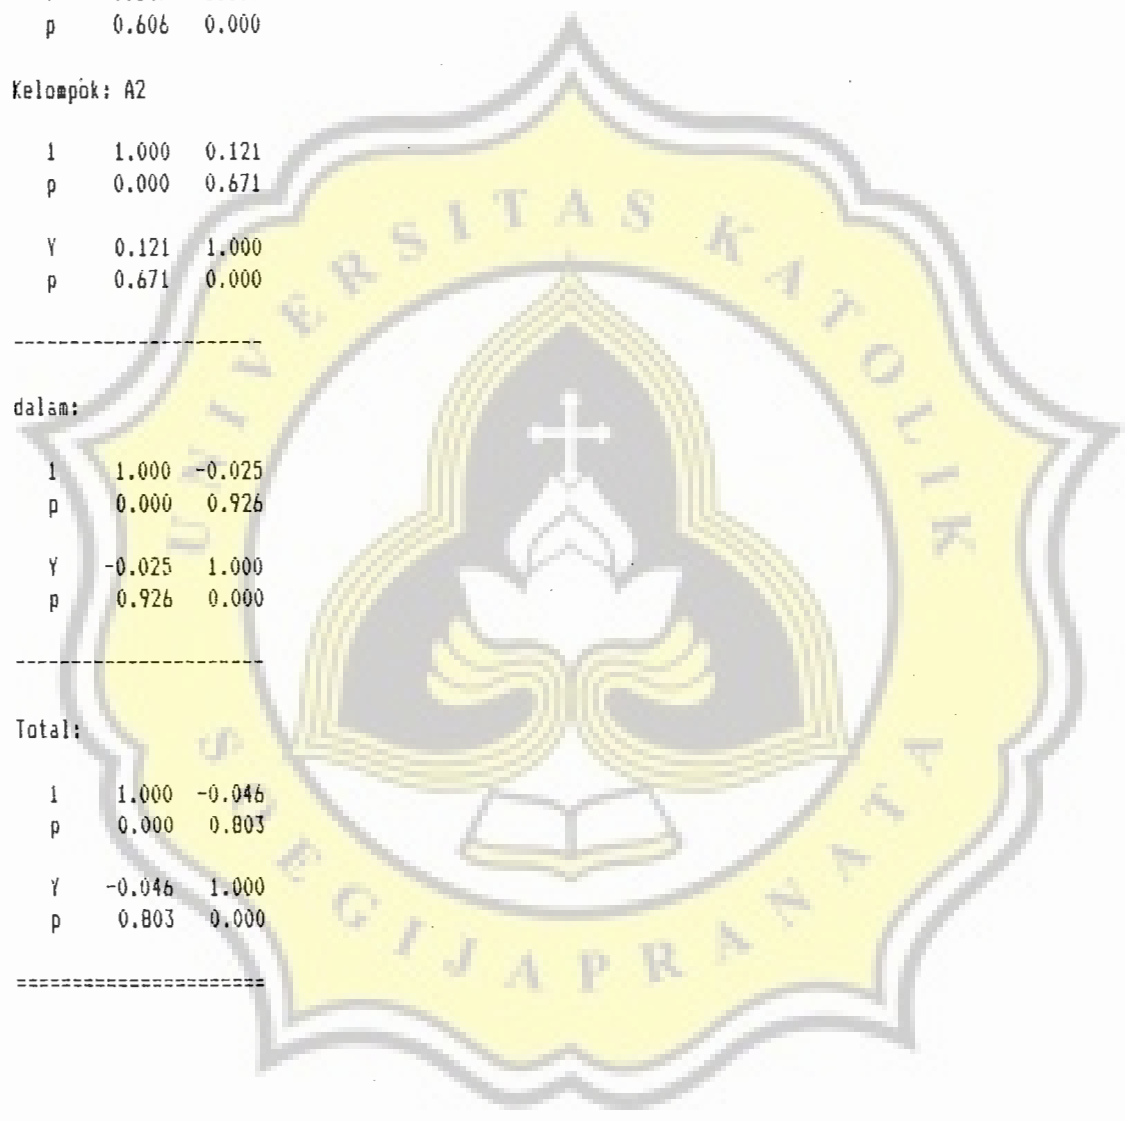 p 0.606 0.000
Kelompok: A2
1 1.000 0.121
p 0.000 0.671
Y 0.121 1.000
p 0.671 0.000
----------------------
dalam:
1 1.000 -0.025
p 0.000 0.926
Y -0.025 1.000
p 0.926 0.000
----------------------
Total:
1 1.000 -0.046
p 0.000 0.803
Y -0.046 1.000
p 0.803 0.000
======================
UNIVERSITAS KATOLIK
SOEGIJAPRANATA